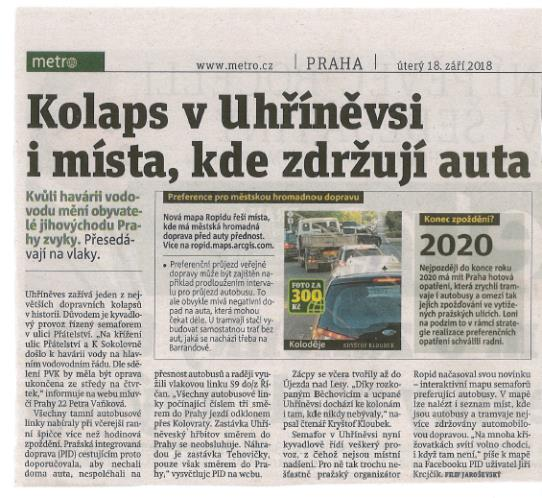 metro
www.metro.cz | PRAHA | úterý 18. září 2018
Kolaps v Uhříněvsi
i místa, kde zdržují auta
Kvůli havárii vodo-
vodu mění obyvate-
lé jihovýchodu Pra-
hy zvyky. Přesedá-
vají na vlaky.
Uhříněves zažívá jeden z nej-
větších dopravních kolapsů
v historii. Důvodem je kyvadlo-
vý provoz řízený semaforem
v ulici Přátelství. „Na křížení
ulic Přátelství a K Sokolovně
došlo k havárii vody na hlav-
ním vodovodním řádu. Dle sdě-
lení PVK by měla být oprava
ukončena ze středy na čtvr-
tek,“ informuje na webu mluvčí
Prahy 22 Petra Vaňková.
Všechny tamní autobusové
linky nabíraly při včerejší ran-
ní špičce více než hodinová
zpoždění. Pražská integrovaná
doprava (PID) cestujícím proto
doporučovala, aby nechali
doma auta, nespoléhali na
Preference pro městskou hromadnou dopravu
Nová mapa Ropidu řeší místa,
kde má městská hromadná
doprava před auty přednost.
Více na ropid.maps.arcgis.com.
• Preferenční průjezd veřejné
dopravy může být zajištěn na-
příklad prodloužením interva-
lu pro průjezd autobusu. To
ale obvykle mívá negativní do-
pad na auta, která mohou
čekat déle. U tramvají stačí vy-
budovat samostatnou trať bez
aut, jaká se nachází třeba na
Barrandově.
FOTO ZA
300
KČ
Koloděje
KRYŠTOF KLOUBEK
Konec zpoždění?
2020
Nejpozději do konce roku
2020 má mít Praha hotová
opatření, která zrychlí tramva-
je i autobusy a omezí tak
jejich zpožďování ve vytíže-
ných pražských ulicích. Loni
na podzim to v rámci strate-
gie realizace preferenčních
opatření schválili radní.
přesnost autobusů a raději vyu-
žili vlakovou linku S9 do/z Ří-
čan. „Všechny autobusové lin-
ky počínající číslem tři smě-
rem do Prahy jezdí odklonem
přes Kolovraty. Zastávka Uhří-
něveský hřbitov směrem do
Prahy se neobsluhuje. Náhra-
dou je zastávka Tehovičky,
pouze však směrem do Pra-
hy,“ vysvětluje PID na webu.
Zácpy se včera tvořily až do
Újezda nad Lesy. „Díky rozko-
paným Běchovicím a ucpané
Uhříněvsi dochází ke kolonám
i tam, kde nikdy nebývaly,“ na-
psal čtenář Kryštof Kloubek.
Semafor v Uhříněvsi nyní
kyvadlově řídí veškerý pro-
voz, z čehož nejsou místní
nadšení. Pro ně tak trochu ne-
šťastně pražský organizátor
Ropid načasoval svou novinku
– interaktivní mapu semaforů
preferující autobusy. V mapě
lze nalézt i seznam míst, kde
jsou autobusy a tramvaje nej-
více zdržovány automobilo-
vou dopravou. „Na mnoha kři-
žovatkách svítí volno chodci,
i když tam není,“ píše k mapě
na Facebooku PID uživatel Jiří
Krejčík. FILIP JAROŠEVSKÝ